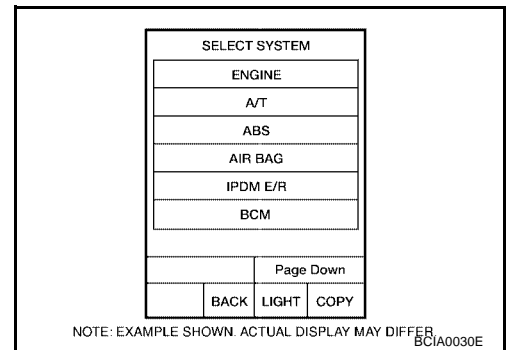 SELECT SYSTEM
ENGINE
A/T
ABS
AIR BAG
IPDM E/R
BCM
Page Down
BACK LIGHT COPY
NOTE: EXAMPLE SHOWN. ACTUAL DISPLAY MAY DIFFER.
BCIA0030E